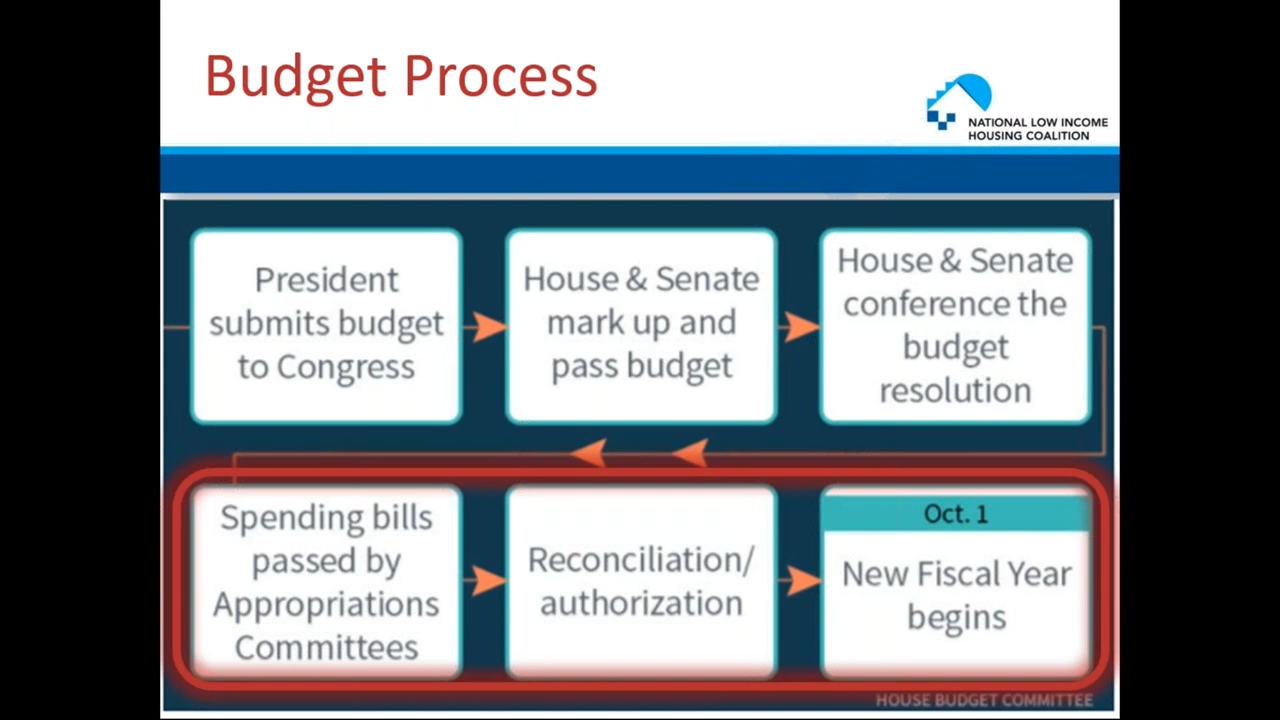 Budget Process
NATIONAL LOW INCOME
HOUSING COALITION
President
submits budget
to Congress
House & Senate
mark up and
pass budget
House & Senate
conference the
budget
resolution
Spending bills
passed by
Appropriations
Committees
Reconciliation/
authorization
Oct. 1
New Fiscal Year
begins
HOUSE BUDGET COMMITTEE